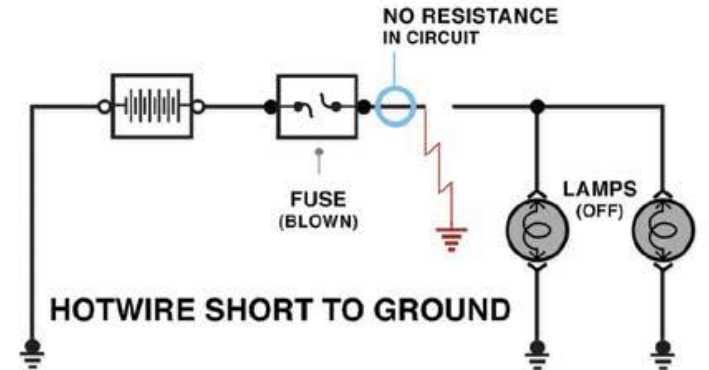 NO RESISTANCE
IN CIRCUIT
FUSE
(BLOWN)
LAMPS
(OFF)
HOTWIRE SHORT TO GROUND